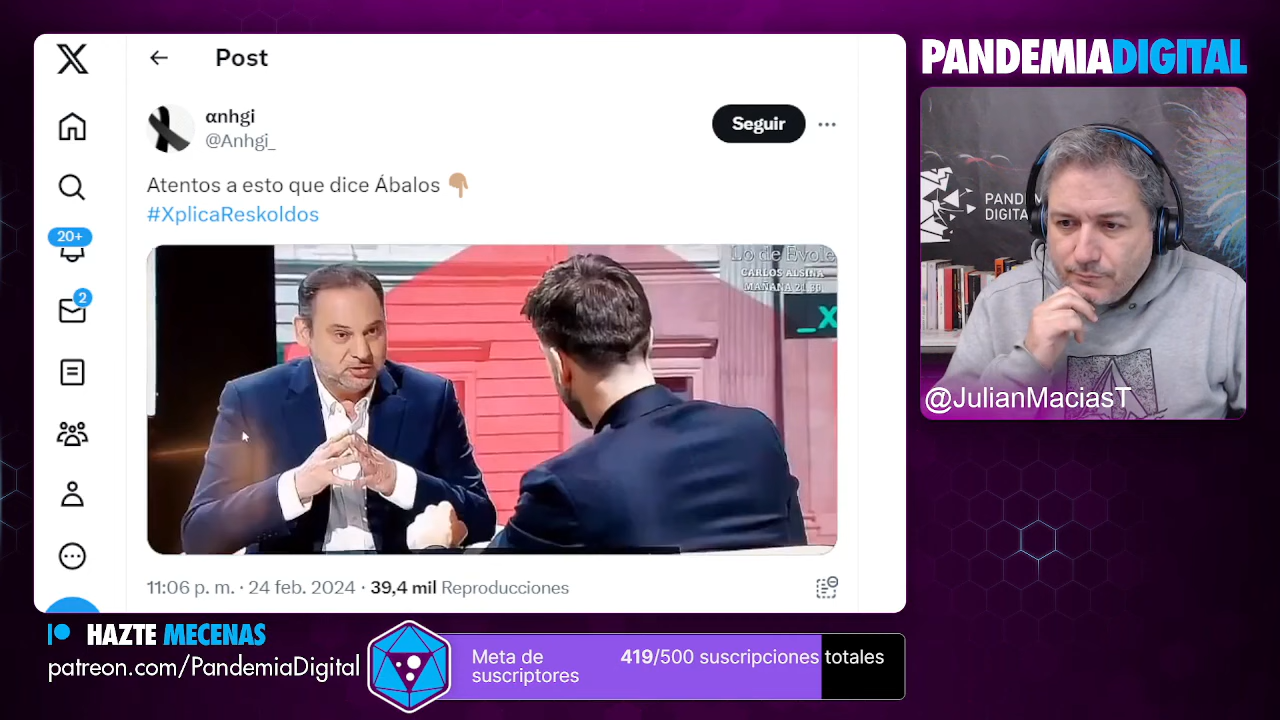 Post
αnhgi
@Anhgi_
Seguir
Atentos a esto que dice Ábalos
#XplicaReskoldos
Lo de Évole
CARLOS ALSINA
MAÑANA 21:30
_X
11:06 p. m. · 24 feb. 2024 · 39,4 mil Reproducciones
20+
2
PANDEMIADIGITAL
PANDEM
DIGITA
@JulianMaciasT
HAZTE MECENAS
patreon.com/PandemiaDigital
Meta de
suscriptores
419/500 suscripciones totales